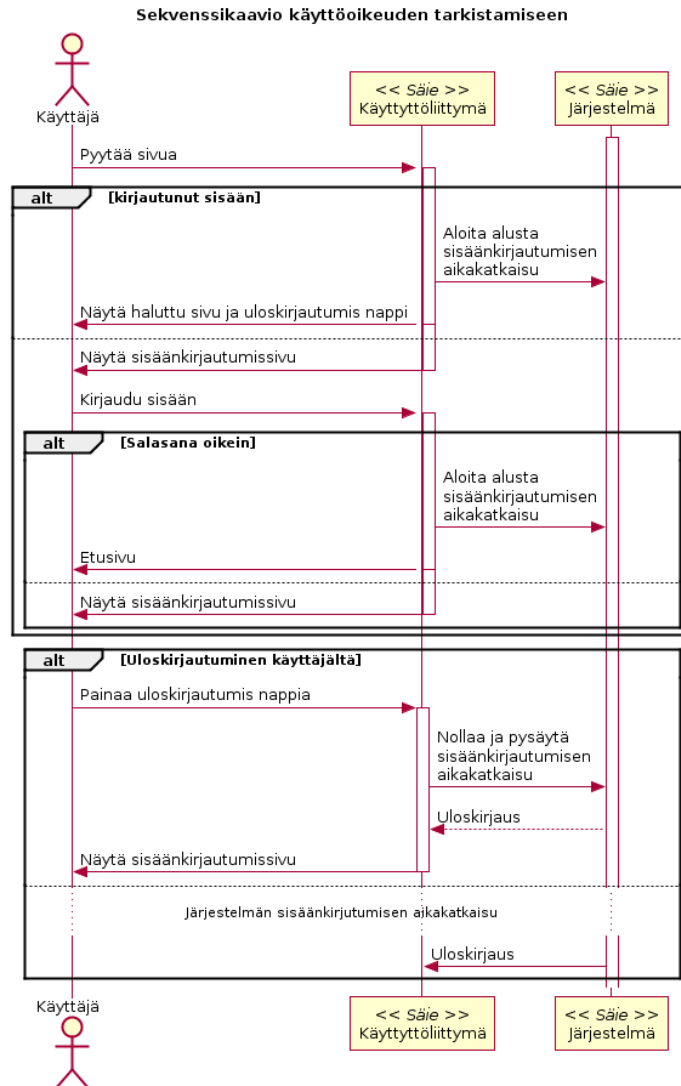 Sekvenssikaavio käyttöoikeuden tarkistamiseen
Käyttäjä
<< Säie >>
Käyttyttöliittymä
<< Säie >>
Järjestelmä
Pyytää sivua
alt [kirjautunut sisään]
Aloita alusta
sisäänkirjautumisen
aikakatkaisu
Näytä haluttu sivu ja uloskirjautumis nappi
Näytä sisäänkirjautumissivu
Kirjaudu sisään
alt [Salasana oikein]
Aloita alusta
sisäänkirjautumisen
aikakatkaisu
Etusivu
Näytä sisäänkirjautumissivu
alt [Uloskirjautuminen käyttäjältä]
Painaa uloskirjautumis nappia
Nollaa ja pysäytä
sisäänkirjautumisen
aikakatkaisu
Uloskirjaus
Näytä sisäänkirjautumissivu
Järjestelmän sisäänkirjutumisen aikakatkaisu
Uloskirjaus
Käyttäjä
<< Säie >>
Käyttyttöliittymä
<< Säie >>
Järjestelmä